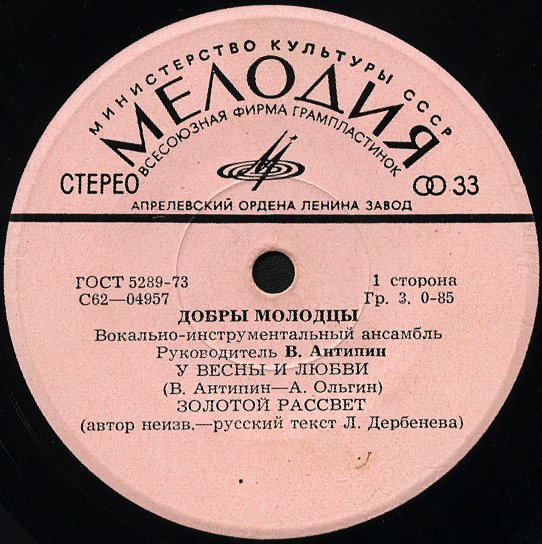 МИНИСТЕРСТВО КУЛЬТУРЫ СССР
МЕЛОДИЯ
ВСЕСОЮЗНАЯ ФИРМА ГРАМПЛАСТИНОК
СТЕРЕО
33
АПРЕЛЕВСКИЙ ОРДЕНА ЛЕНИНА ЗАВОД
ГОСТ 5289-73
1 сторона
С62—04957
Гр. 3. 0-85
ДОБРЫ МОЛОДЦЫ
Вокально-инструментальный ансамбль
Руководитель В. Антипин
У ВЕСНЫ И ЛЮБВИ
(В. Антипин—А. Ольгин)
ЗОЛОТОЙ РАССВЕТ
(автор неизв.—русский текст Л. Дербенева)